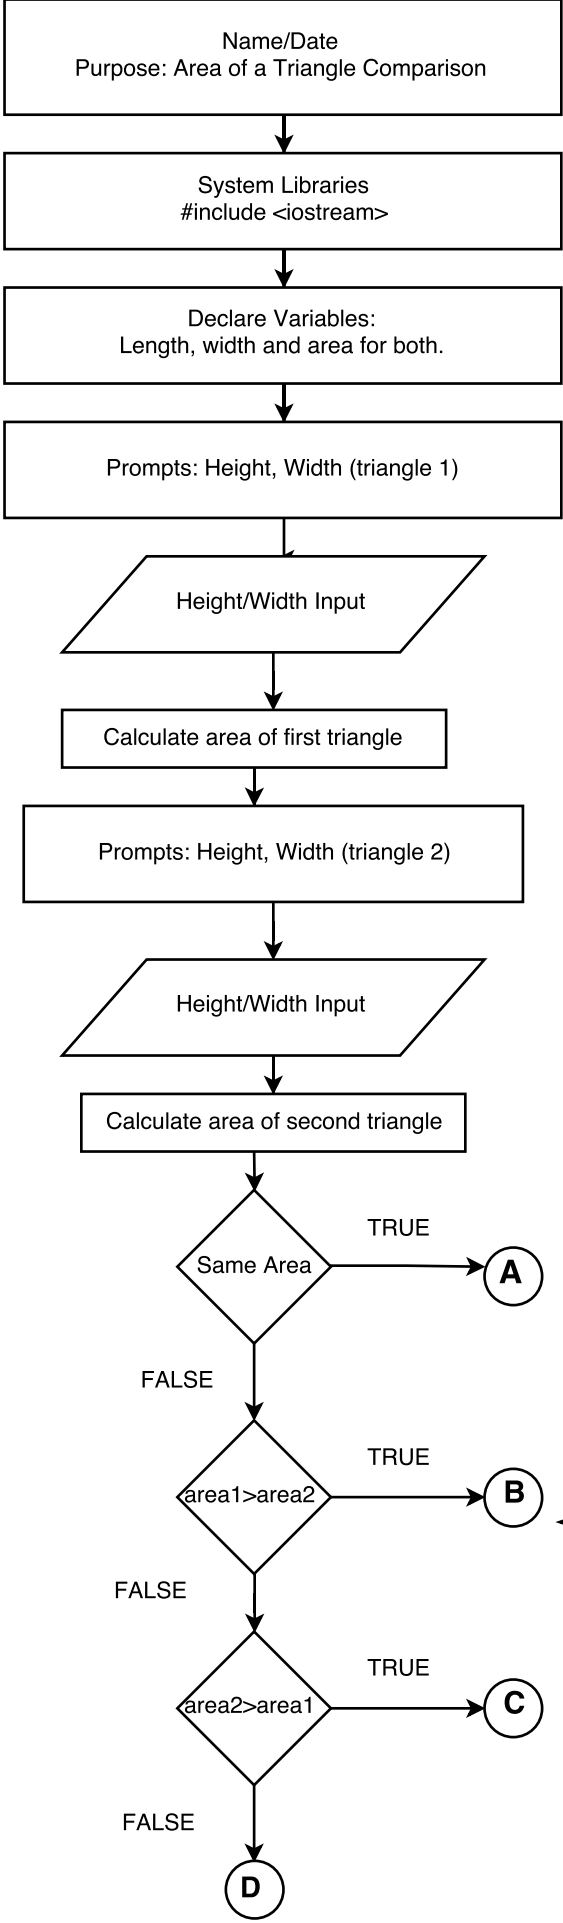 Name/Date
Purpose: Area of a Triangle Comparison
System Libraries
#include <iostream>
Declare Variables:
Length, width and area for both.
Prompts: Height, Width (triangle 1)
Height/Width Input
Calculate area of first triangle
Prompts: Height, Width (triangle 2)
Height/Width Input
Calculate area of second triangle
TRUE
Same Area
A
FALSE
TRUE
area1>area2
B
FALSE
TRUE
area2>area1
C
FALSE
D